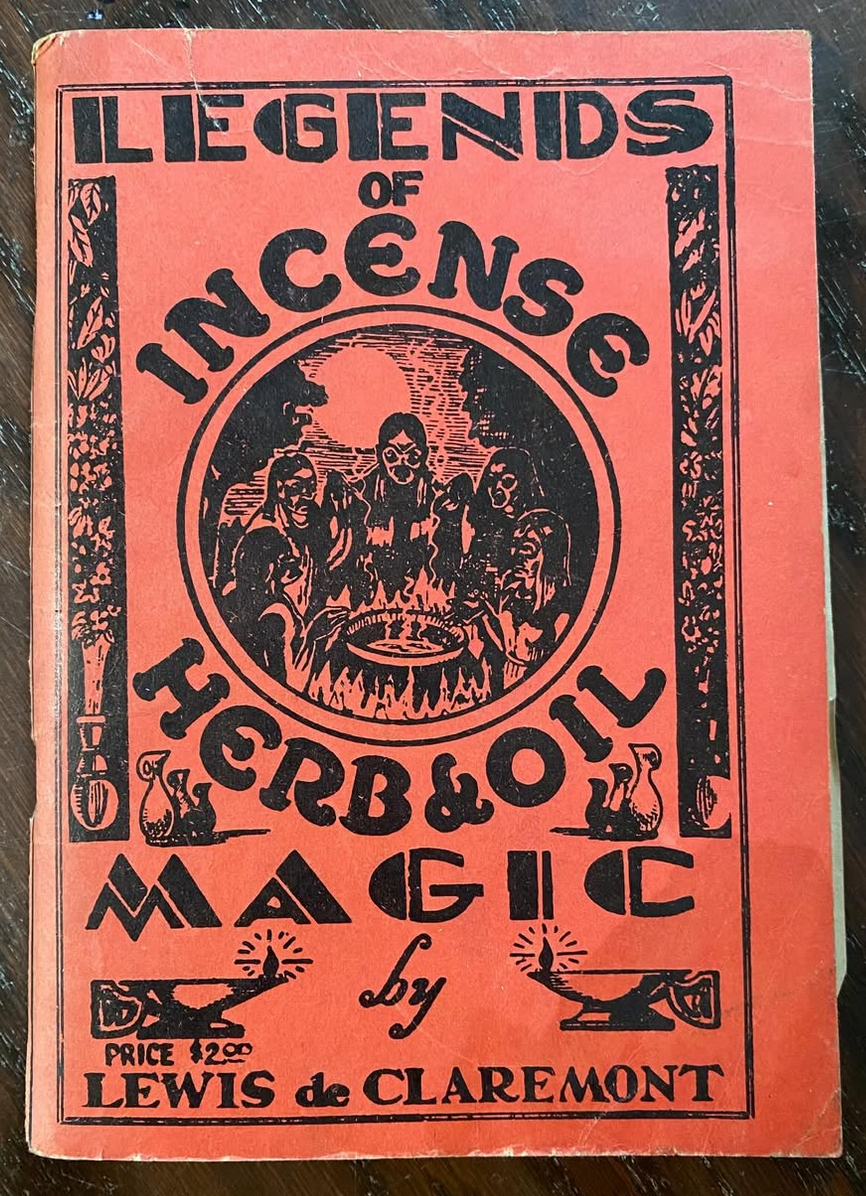 LEGENDS
OF
INCENSE
HERB & OIL
MAGIC
by
PRICE $2.00
LEWIS de CLAREMONT